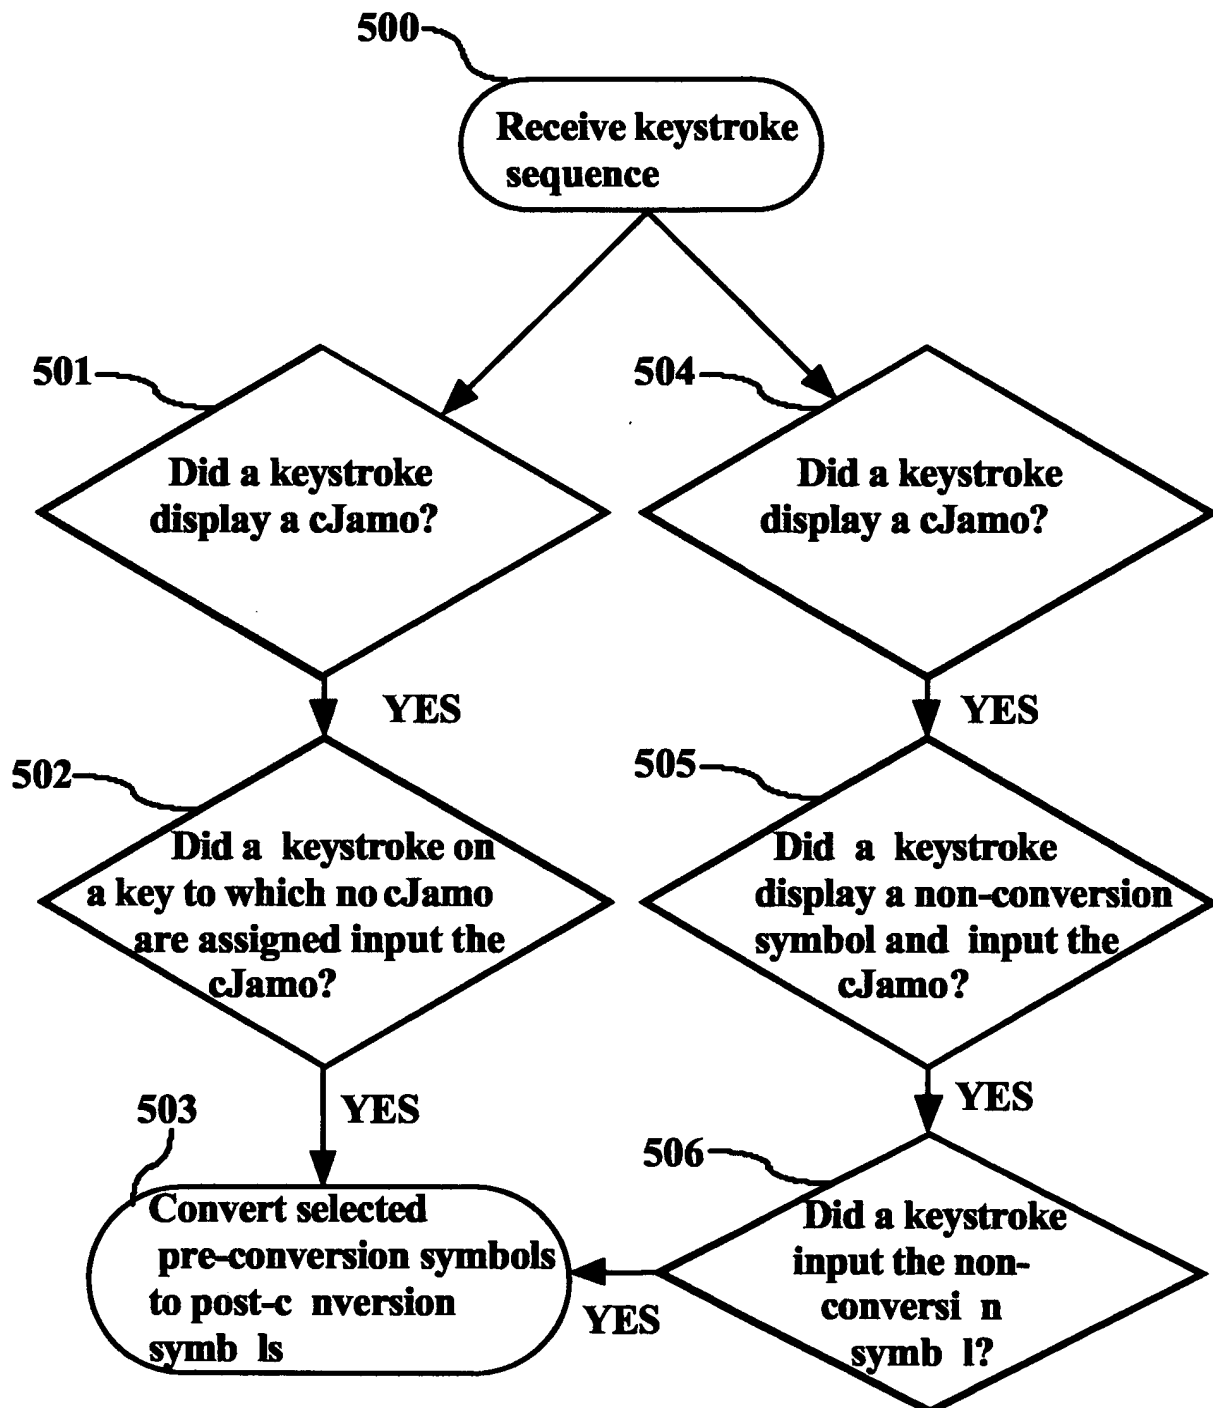 500
Receive keystroke
sequence
501
Did a keystroke
display a cJamo?
504
Did a keystroke
display a cJamo?
YES
YES
502
Did a keystroke on
a key to which no cJamo
are assigned input the
cJamo?
505
Did a keystroke
display a non-conversion
symbol and input the
cJamo?
YES
YES
503
Convert selected
pre-conversion symbols
to post-c nversion
symb ls
506
Did a keystroke
input the non-
conversi n
symb l?
YES